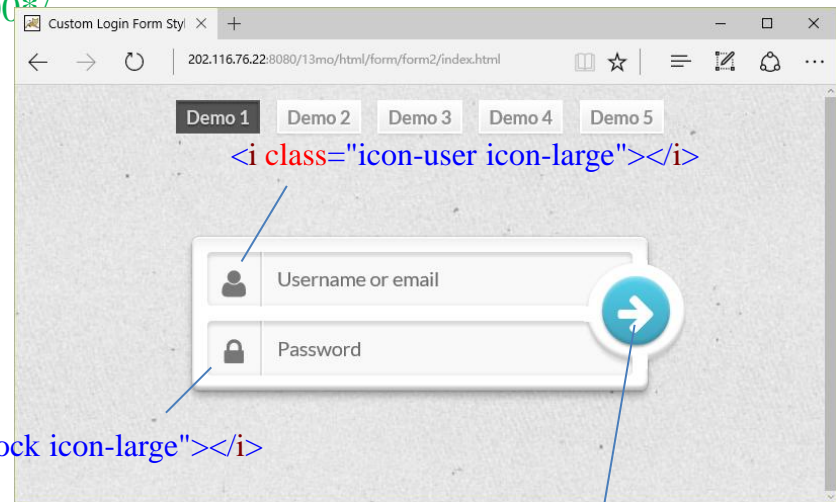 00*/
Custom Login Form Styl
202.116.76.22:8080/13mo/html/form/form2/index.html
Demo 1 Demo 2 Demo 3 Demo 4 Demo 5
<i class="icon-user icon-large"></i>
Username or email
Password
ock icon-large"></i>